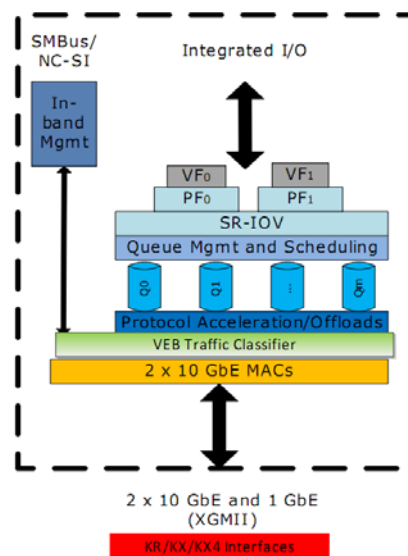 SMBus/
NC-SI
Integrated I/O
In-
band
Mgmt
VF0
VF1
PF0
PF1
SR-IOV
Queue Mgmt and Scheduling
Q0
Q1
...
Qm
Protocol Acceleration/Offloads
VEB Traffic Classifier
2 x 10 GbE MACs
2 x 10 GbE and 1 GbE
(XGMII)
KR/KX/KX4 Interfaces